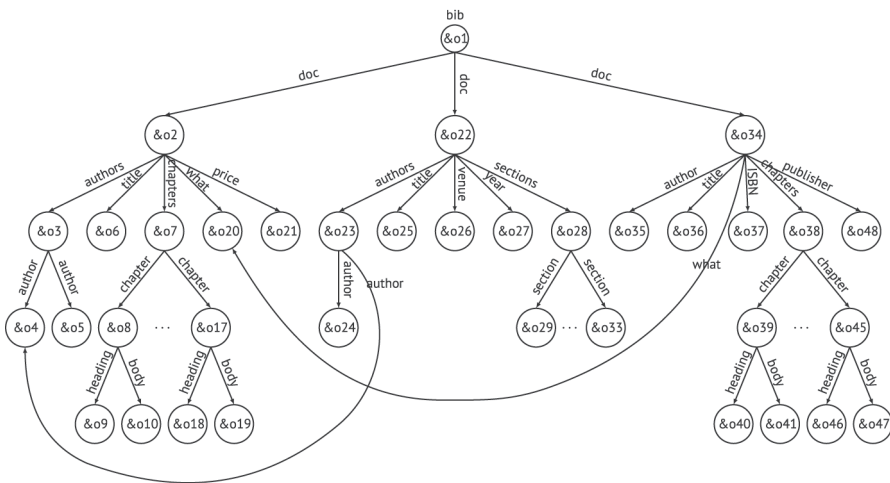 bib
&o1
doc doc doc
&o2 &o22 &o34
authors title chapters what price authors title venue year sections author title ISBN chapters publisher
&o3 &o6 &o7 &o20 &o21 &o23 &o25 &o26 &o27 &o28 &o35 &o36 &o37 &o38 &o48
author author chapter chapter author author section section what chapter chapter
&o4 &o5 &o8 ... &o17 &o24 &o29 ... &o33 &o39 ... &o45
heading body heading body heading body heading body
&o9 &o10 &o18 &o19 &o40 &o41 &o46 &o47